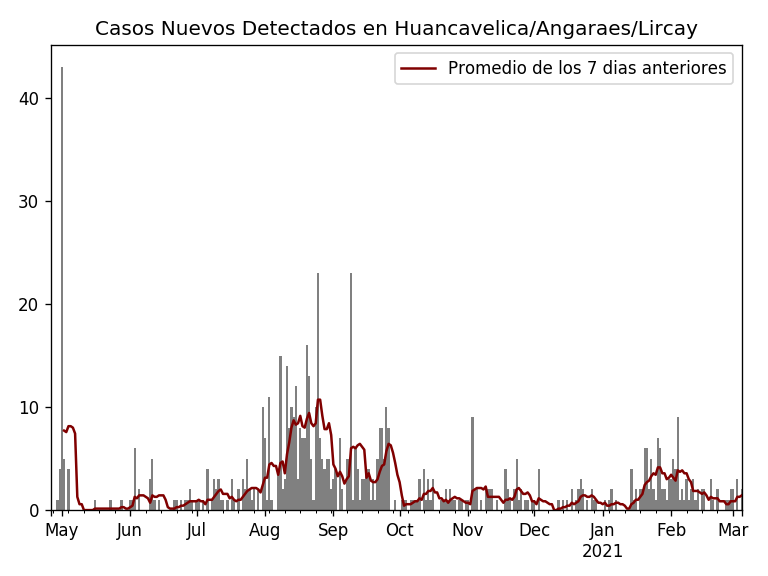 Casos Nuevos Detectados en Huancavelica/Angaraes/Lircay
Promedio de los 7 dias anteriores
40
30
20
10
0
May Jun Jul Aug Sep Oct Nov Dec Jan Feb Mar
2021